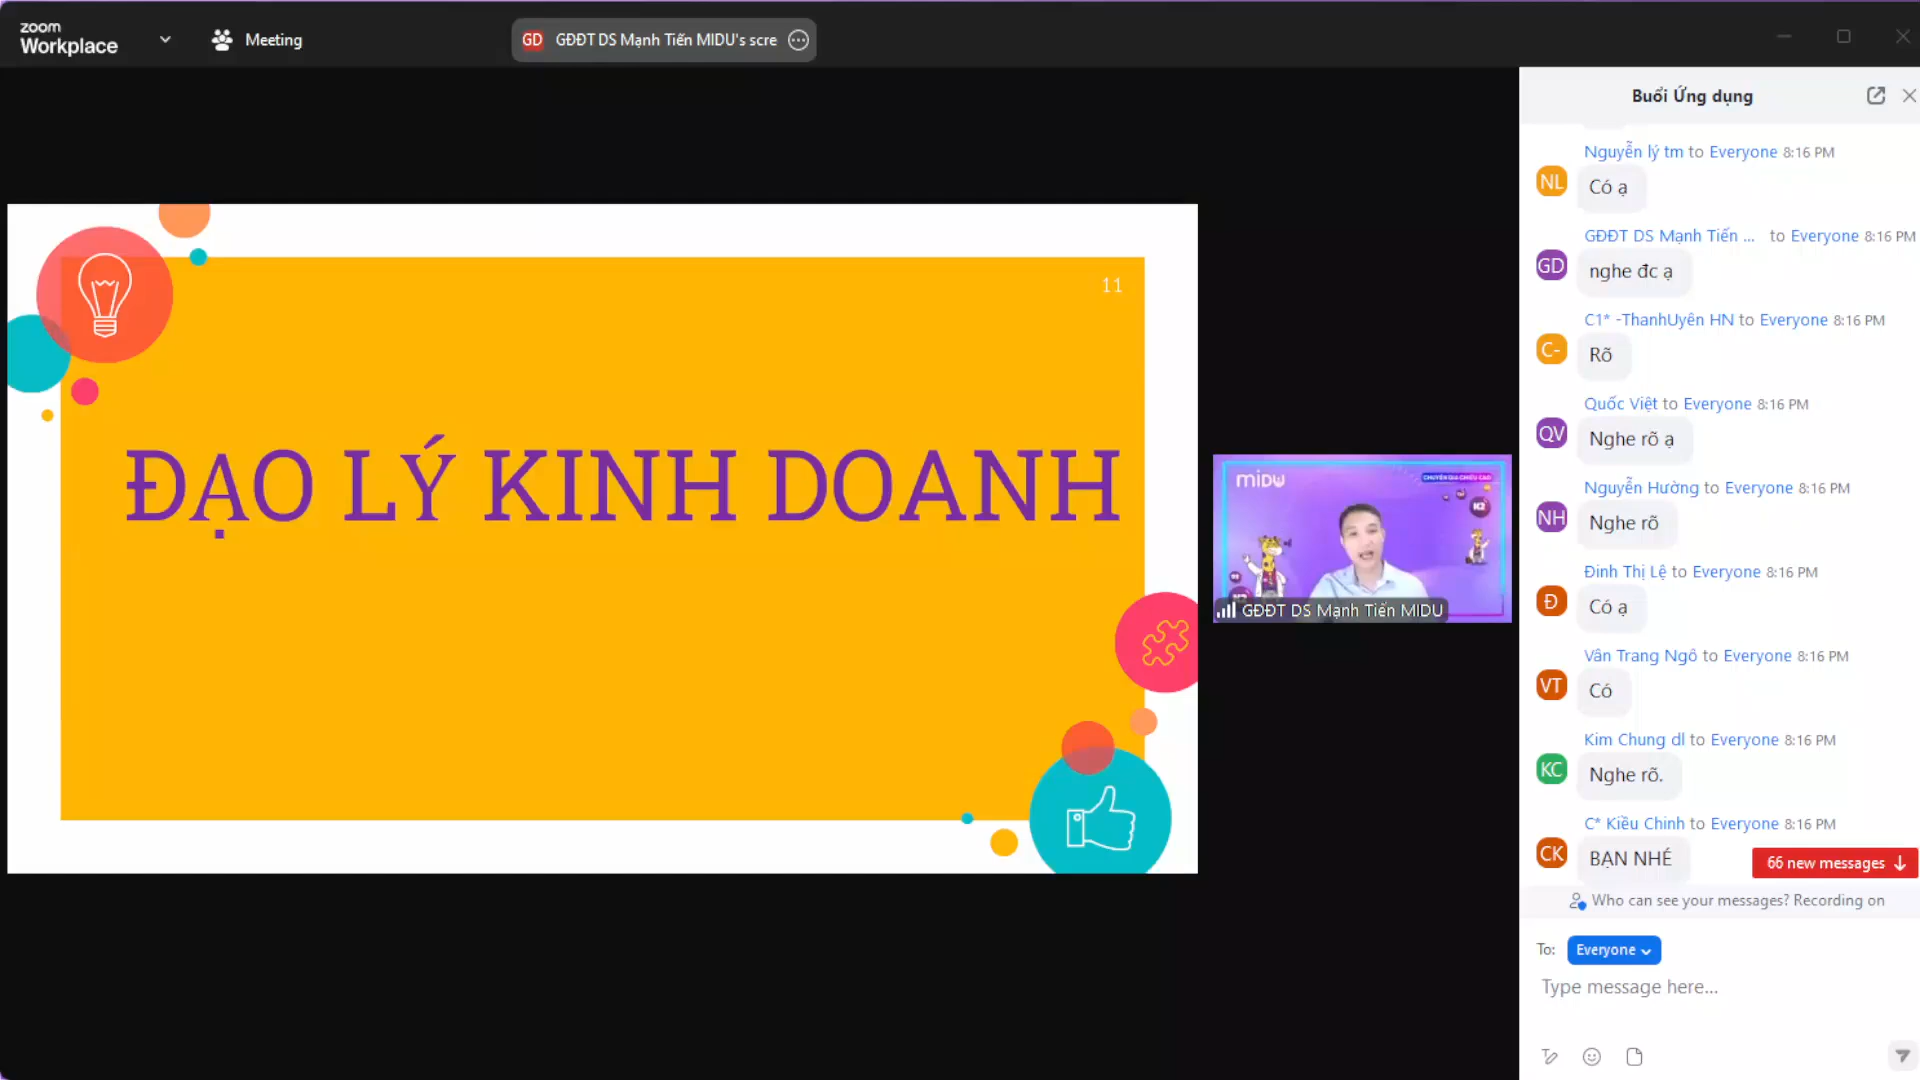 zoom
Workplace
Meeting
GD GĐĐT DS Mạnh Tiến MIDU's scre
11
ĐẠO LÝ KINH DOANH
miDU
CHUYÊN GIA CHIỀU CAO
K2
GĐĐT DS Mạnh Tiến MIDU
Buổi Ứng dụng
Nguyễn lý tm to Everyone 8:16 PM
NL Có ạ
GĐĐT DS Mạnh Tiến ... to Everyone 8:16 PM
GD nghe đc ạ
C1* -ThanhUyên HN to Everyone 8:16 PM
C- Rõ
Quốc Việt to Everyone 8:16 PM
QV Nghe rõ ạ
Nguyễn Hường to Everyone 8:16 PM
NH Nghe rõ
Đinh Thị Lệ to Everyone 8:16 PM
Đ Có ạ
Vân Trang Ngô to Everyone 8:16 PM
VT Có
Kim Chung dl to Everyone 8:16 PM
KC Nghe rõ.
C* Kiều Chinh to Everyone 8:16 PM
CK BẠN NHÉ
66 new messages
Who can see your messages? Recording on
To: Everyone
Type message here...